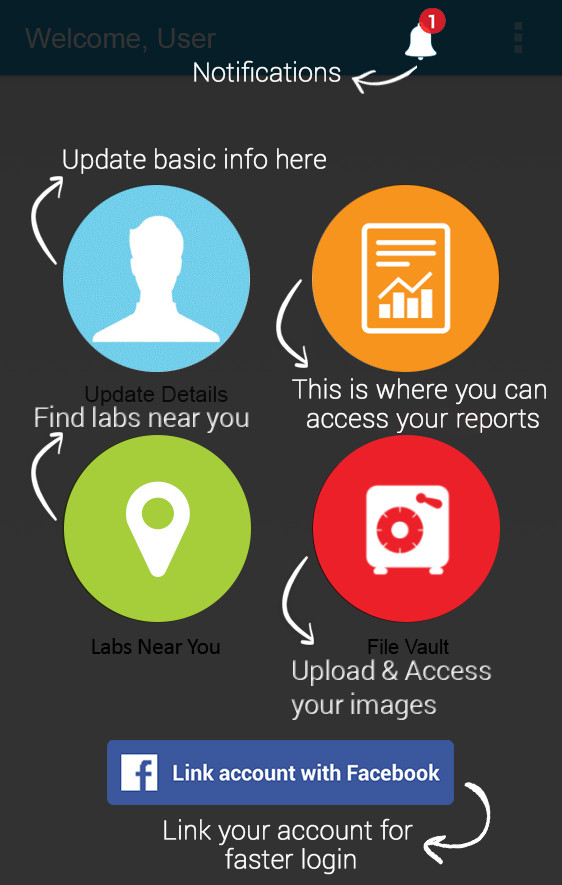 Welcome, User
1
Notifications
Update basic info here
Update Details
This is where you can
access your reports
Find labs near you
Labs Near You
File Vault
Upload & Access
your images
f Link account with Facebook
Link your account for
faster login